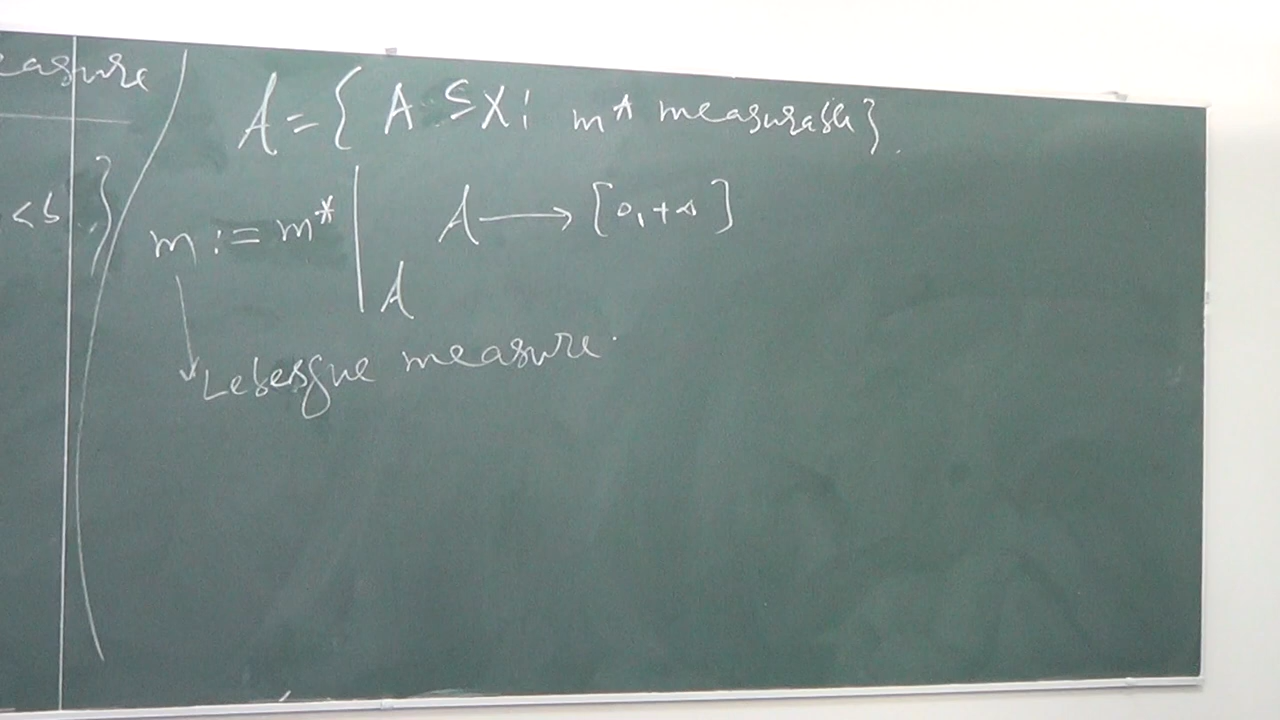 easure
A = { A ⊆ X : m* measurable }.
< b }
m := m* | A A ⟶ [0, +∞]
Lebesgue measure.